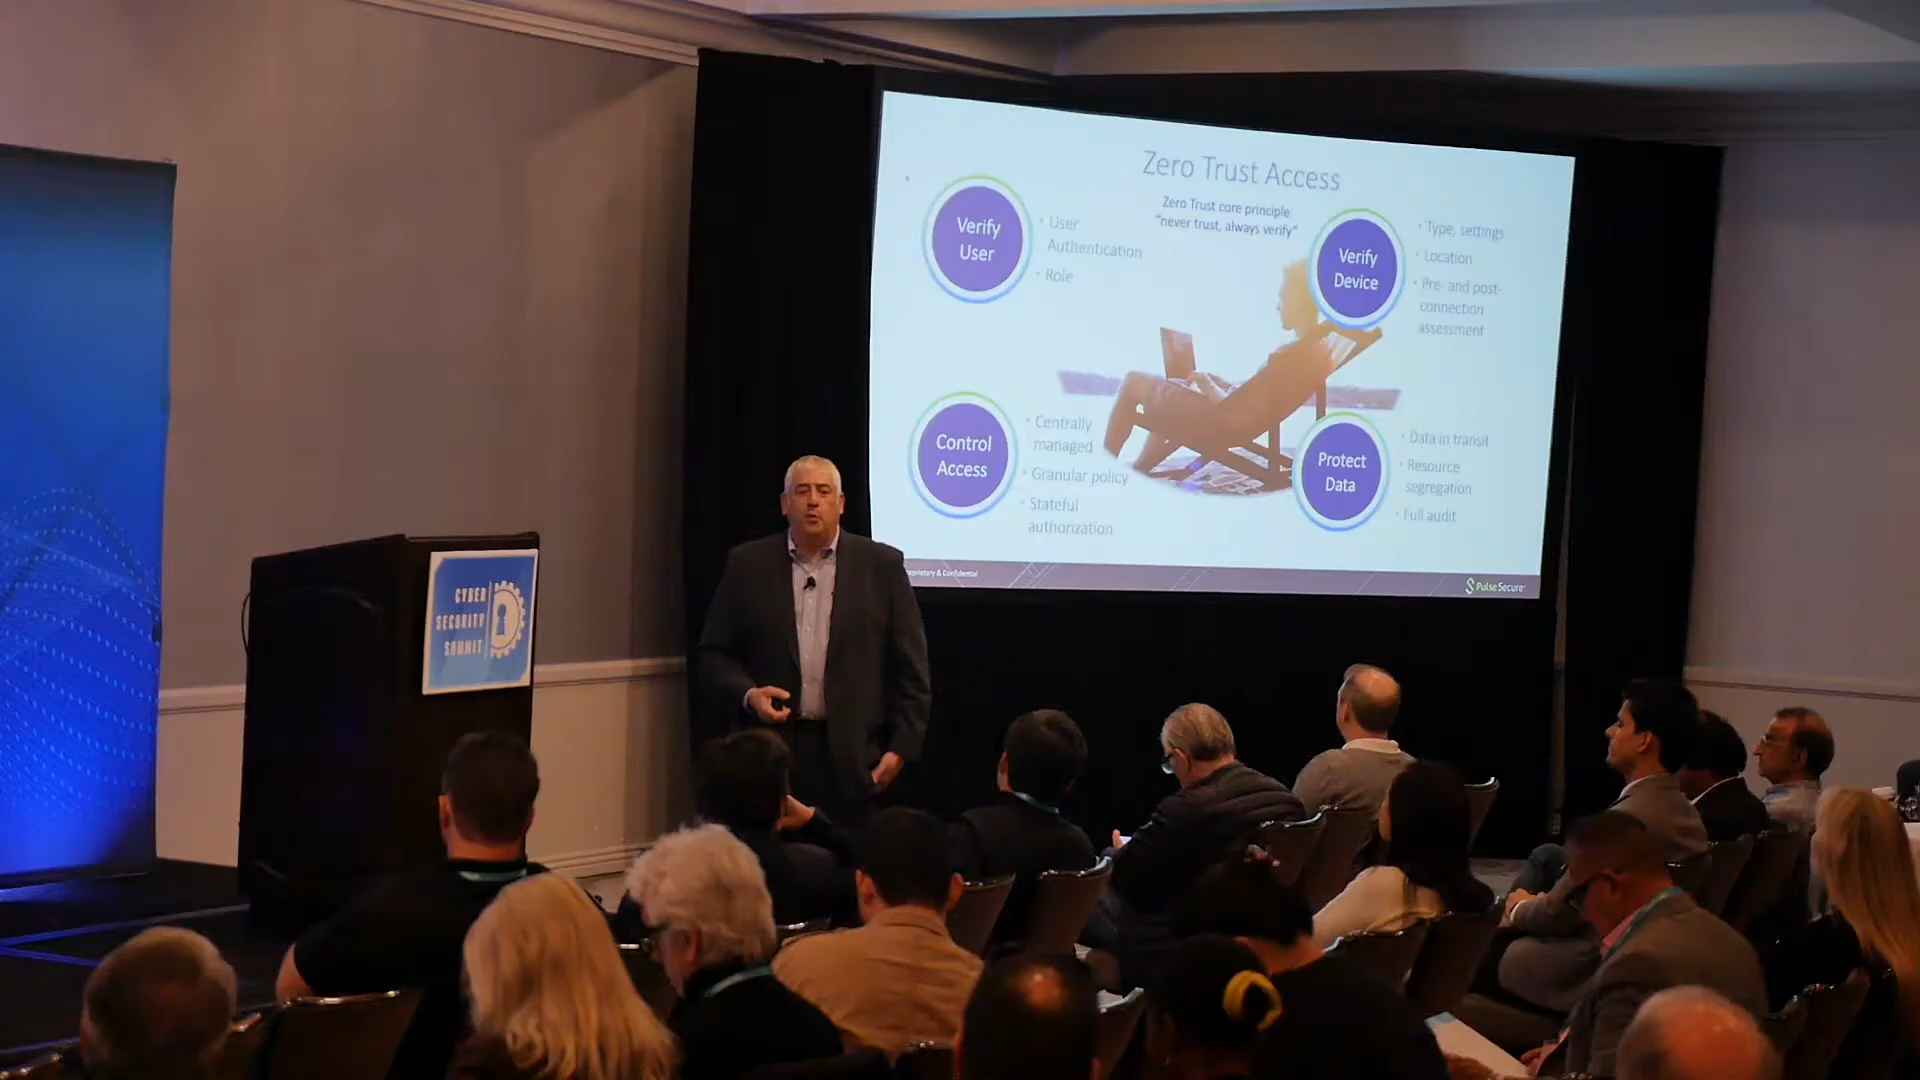 Zero Trust Access
Zero Trust core principle:
"never trust, always verify"
Verify
User
• User
Authentication
• Role
Verify
Device
• Type, settings
• Location
• Pre- and post-
connection
assessment
Control
Access
• Centrally
managed
• Granular policy
• Stateful
authorization
Protect
Data
• Data in transit
• Resource
segregation
• Full audit
& Confidential
Pulse Secure
CYBER
SECURITY
SUMMIT